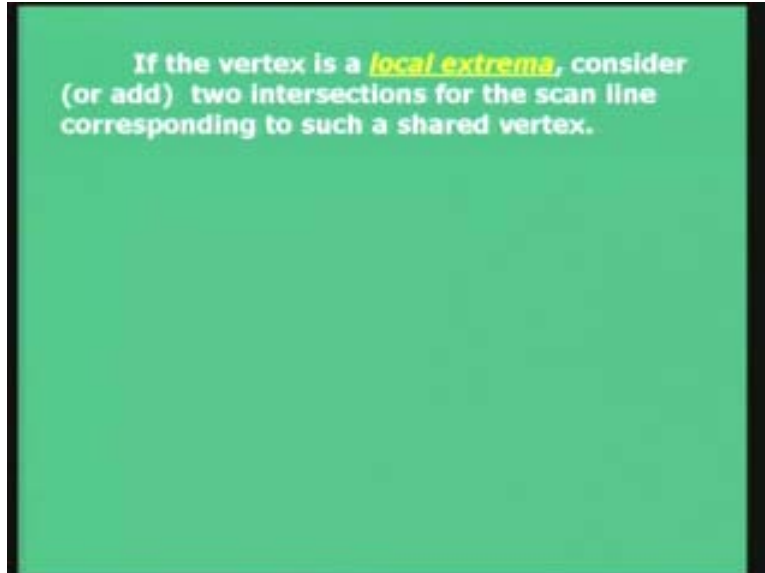 If the vertex is a local extrema, consider
(or add) two intersections for the scan line
corresponding to such a shared vertex.